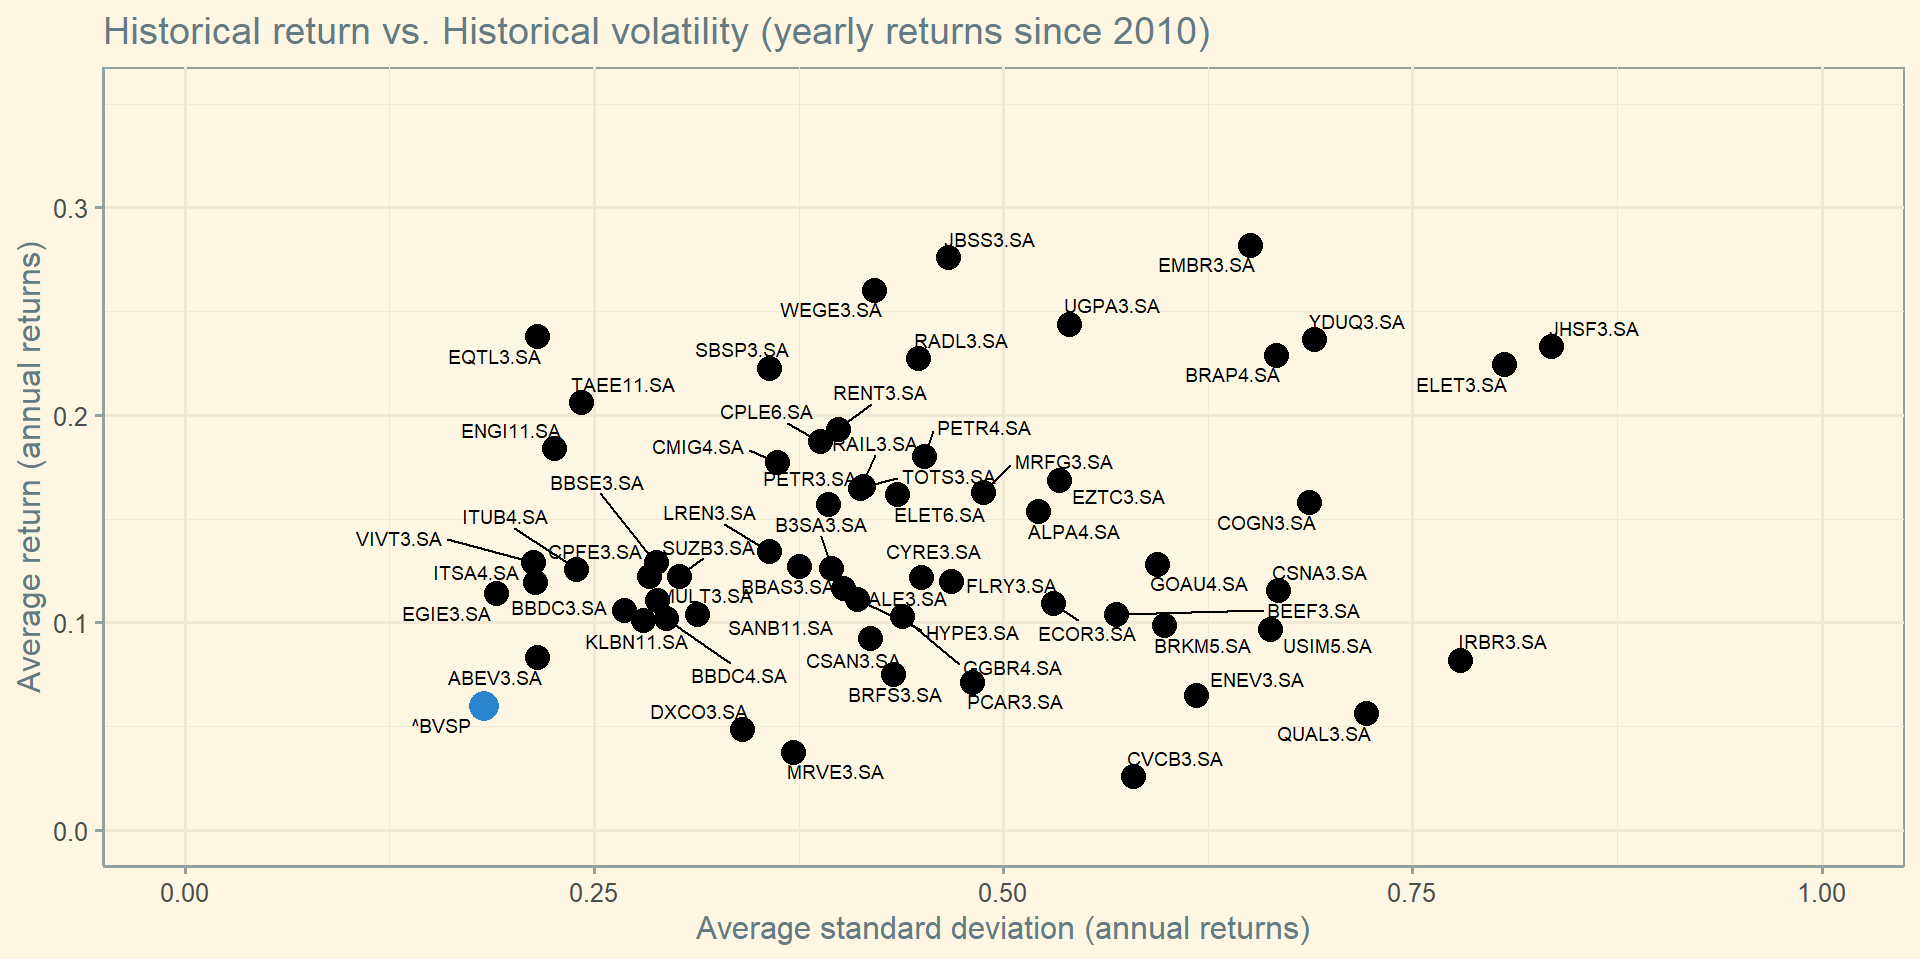 Historical return vs. Historical volatility (yearly returns since 2010)
Average return (annual returns)
0.3
0.2
0.1
0.0
JBSS3.SA
EMBR3.SA
WEGE3.SA
UGPA3.SA
YDUQ3.SA
JHSF3.SA
RADL3.SA
SBSP3.SA
EQTL3.SA
BRAP4.SA
ELET3.SA
TAEE11.SA
RENT3.SA
CPLE6.SA
ENGI11.SA
PETR4.SA
RAIL3.SA
CMIG4.SA
MRFG3.SA
PETR3.SA
TOTS3.SA
BBSE3.SA
EZTC3.SA
LREN3.SA
ELET6.SA
ITUB4.SA
B3SA3.SA
COGN3.SA
ALPA4.SA
VIVT3.SA
CPFE3.SA
SUZB3.SA
CYRE3.SA
ITSA4.SA
CSNA3.SA
BBAS3.SA
FLRY3.SA
GOAU4.SA
MULT3.SA
ALE3.SA
EGIE3.SA
BBDC3.SA
BEEF3.SA
SANB11.SA
HYPE3.SA
ECOR3.SA
KLBN11.SA
BRKM5.SA
USIM5.SA
IRBR3.SA
CSAN3.SA
GGBR4.SA
ABEV3.SA
BBDC4.SA
ENEV3.SA
BRFS3.SA
PCAR3.SA
DXCO3.SA
^BVSP
QUAL3.SA
CVCB3.SA
MRVE3.SA
0.00
0.25
0.50
0.75
1.00
Average standard deviation (annual returns)